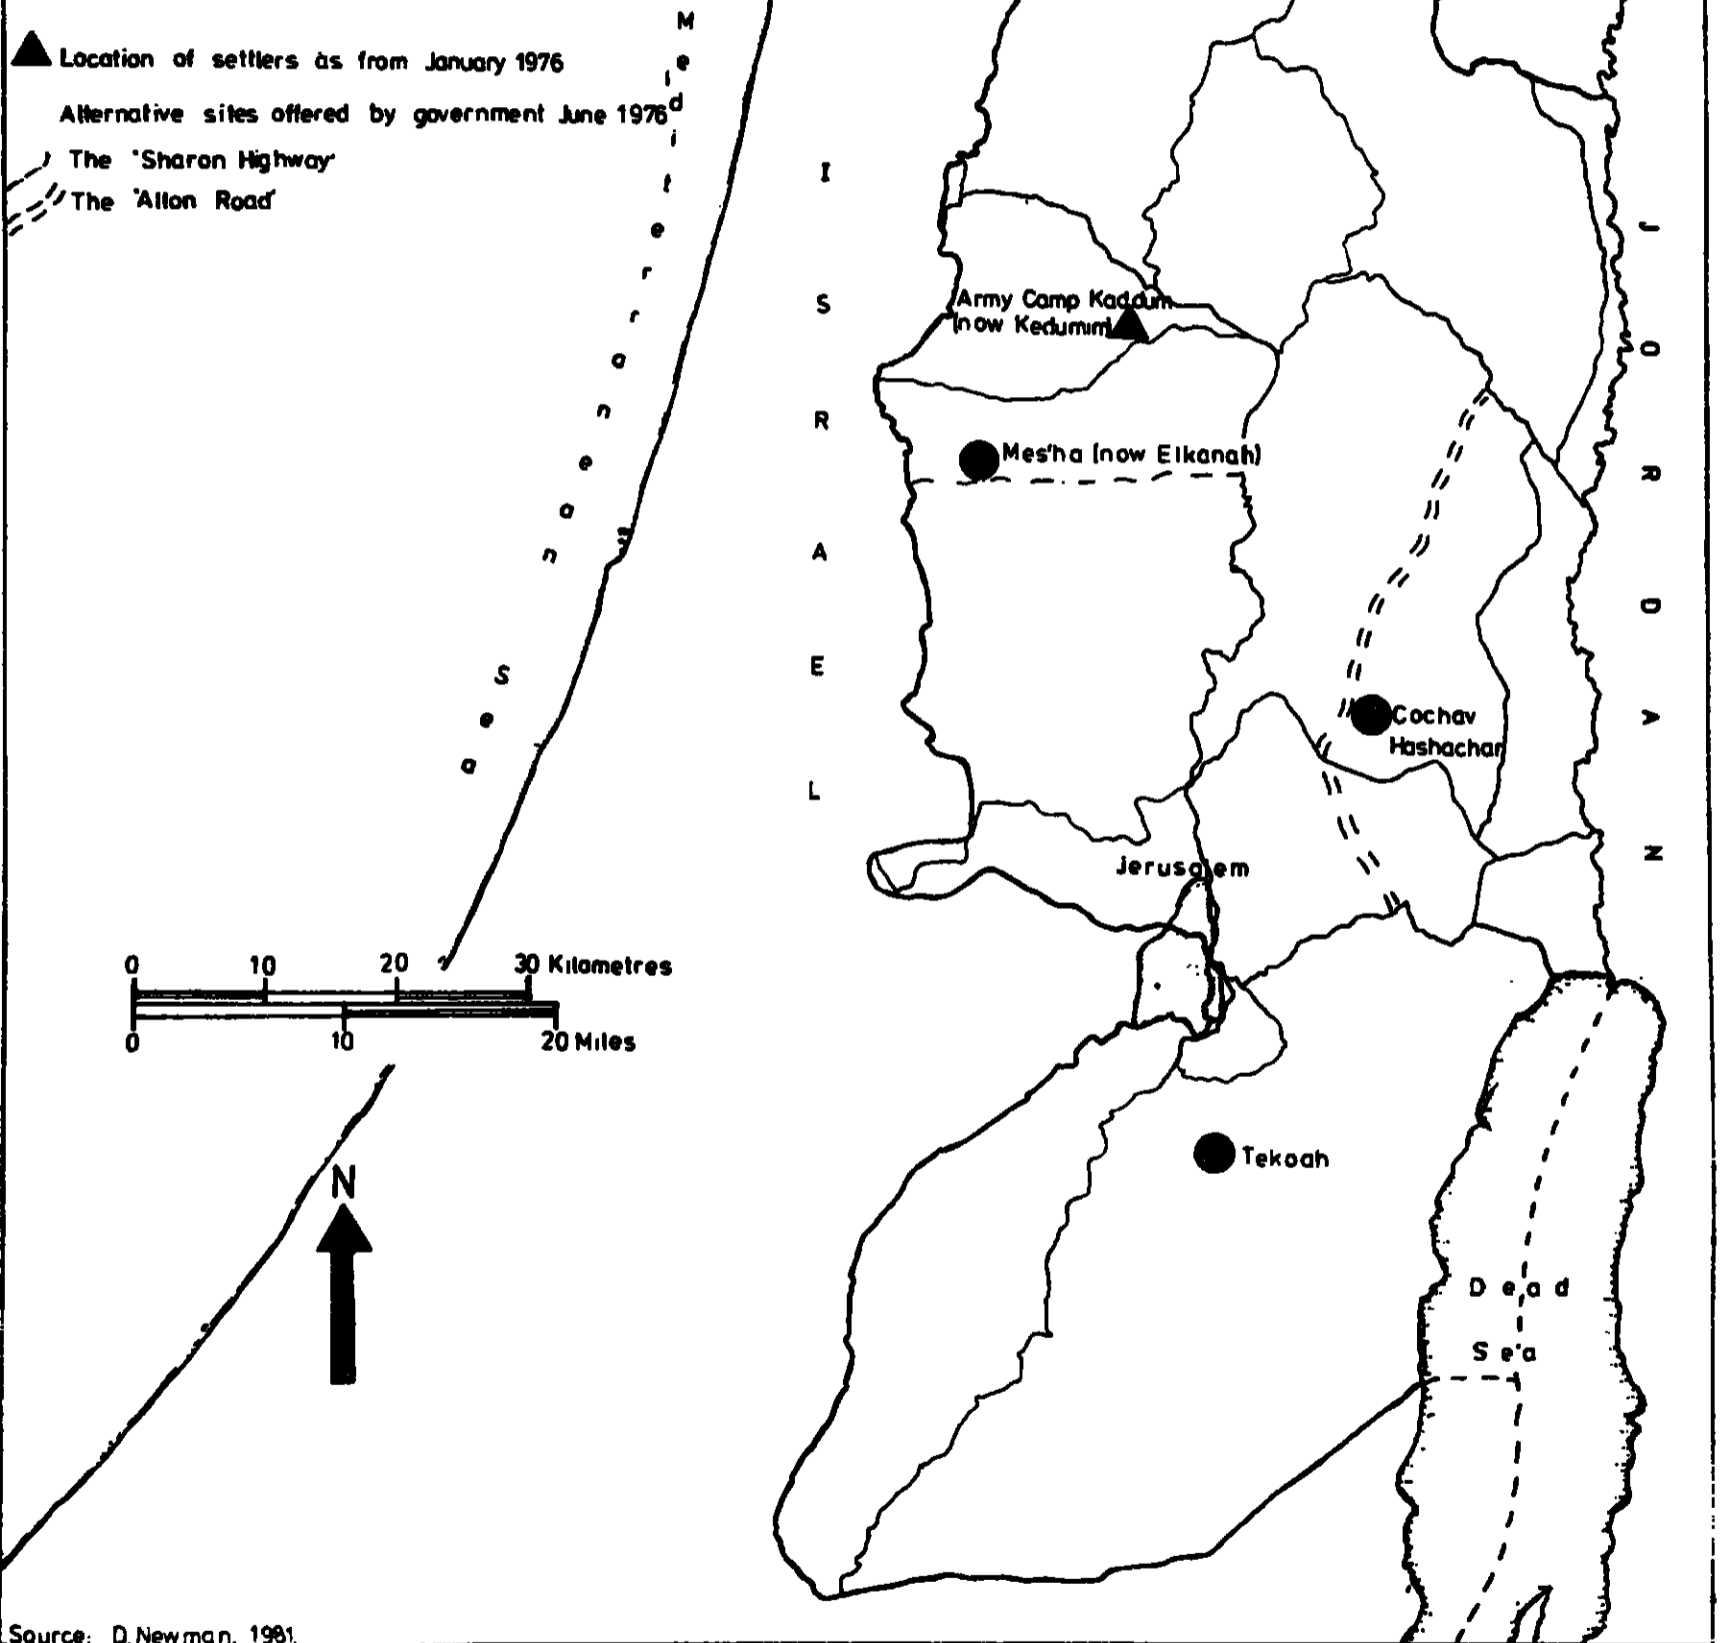 Location of settlers as from January 1976
Alternative sites offered by government June 1976
The 'Sharon Highway'
The 'Allon Road'
Mediterranean
Sea
ISRAEL
JORDAN
Army Camp Kaddum
(now Kedumim)
Mes'ha (now Elkanah)
Cochav
Hashachar
Jerusalem
0 10 20 30 Kilometres
0 10 20 Miles
N
Tekoah
Dead
Sea
Source: D. Newman, 1981.